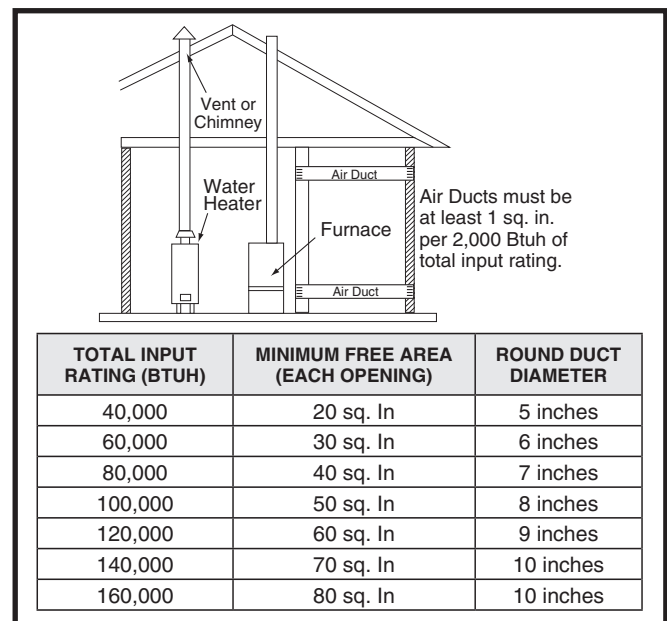 Vent or
Chimney
Air Duct
Water
Heater
Furnace
Air Ducts must be
at least 1 sq. in.
per 2,000 Btuh of
total input rating.
Air Duct
TOTAL INPUT RATING (BTUH) MINIMUM FREE AREA (EACH OPENING) ROUND DUCT DIAMETER
40,000 20 sq. In 5 inches
60,000 30 sq. In 6 inches
80,000 40 sq. In 7 inches
100,000 50 sq. In 8 inches
120,000 60 sq. In 9 inches
140,000 70 sq. In 10 inches
160,000 80 sq. In 10 inches